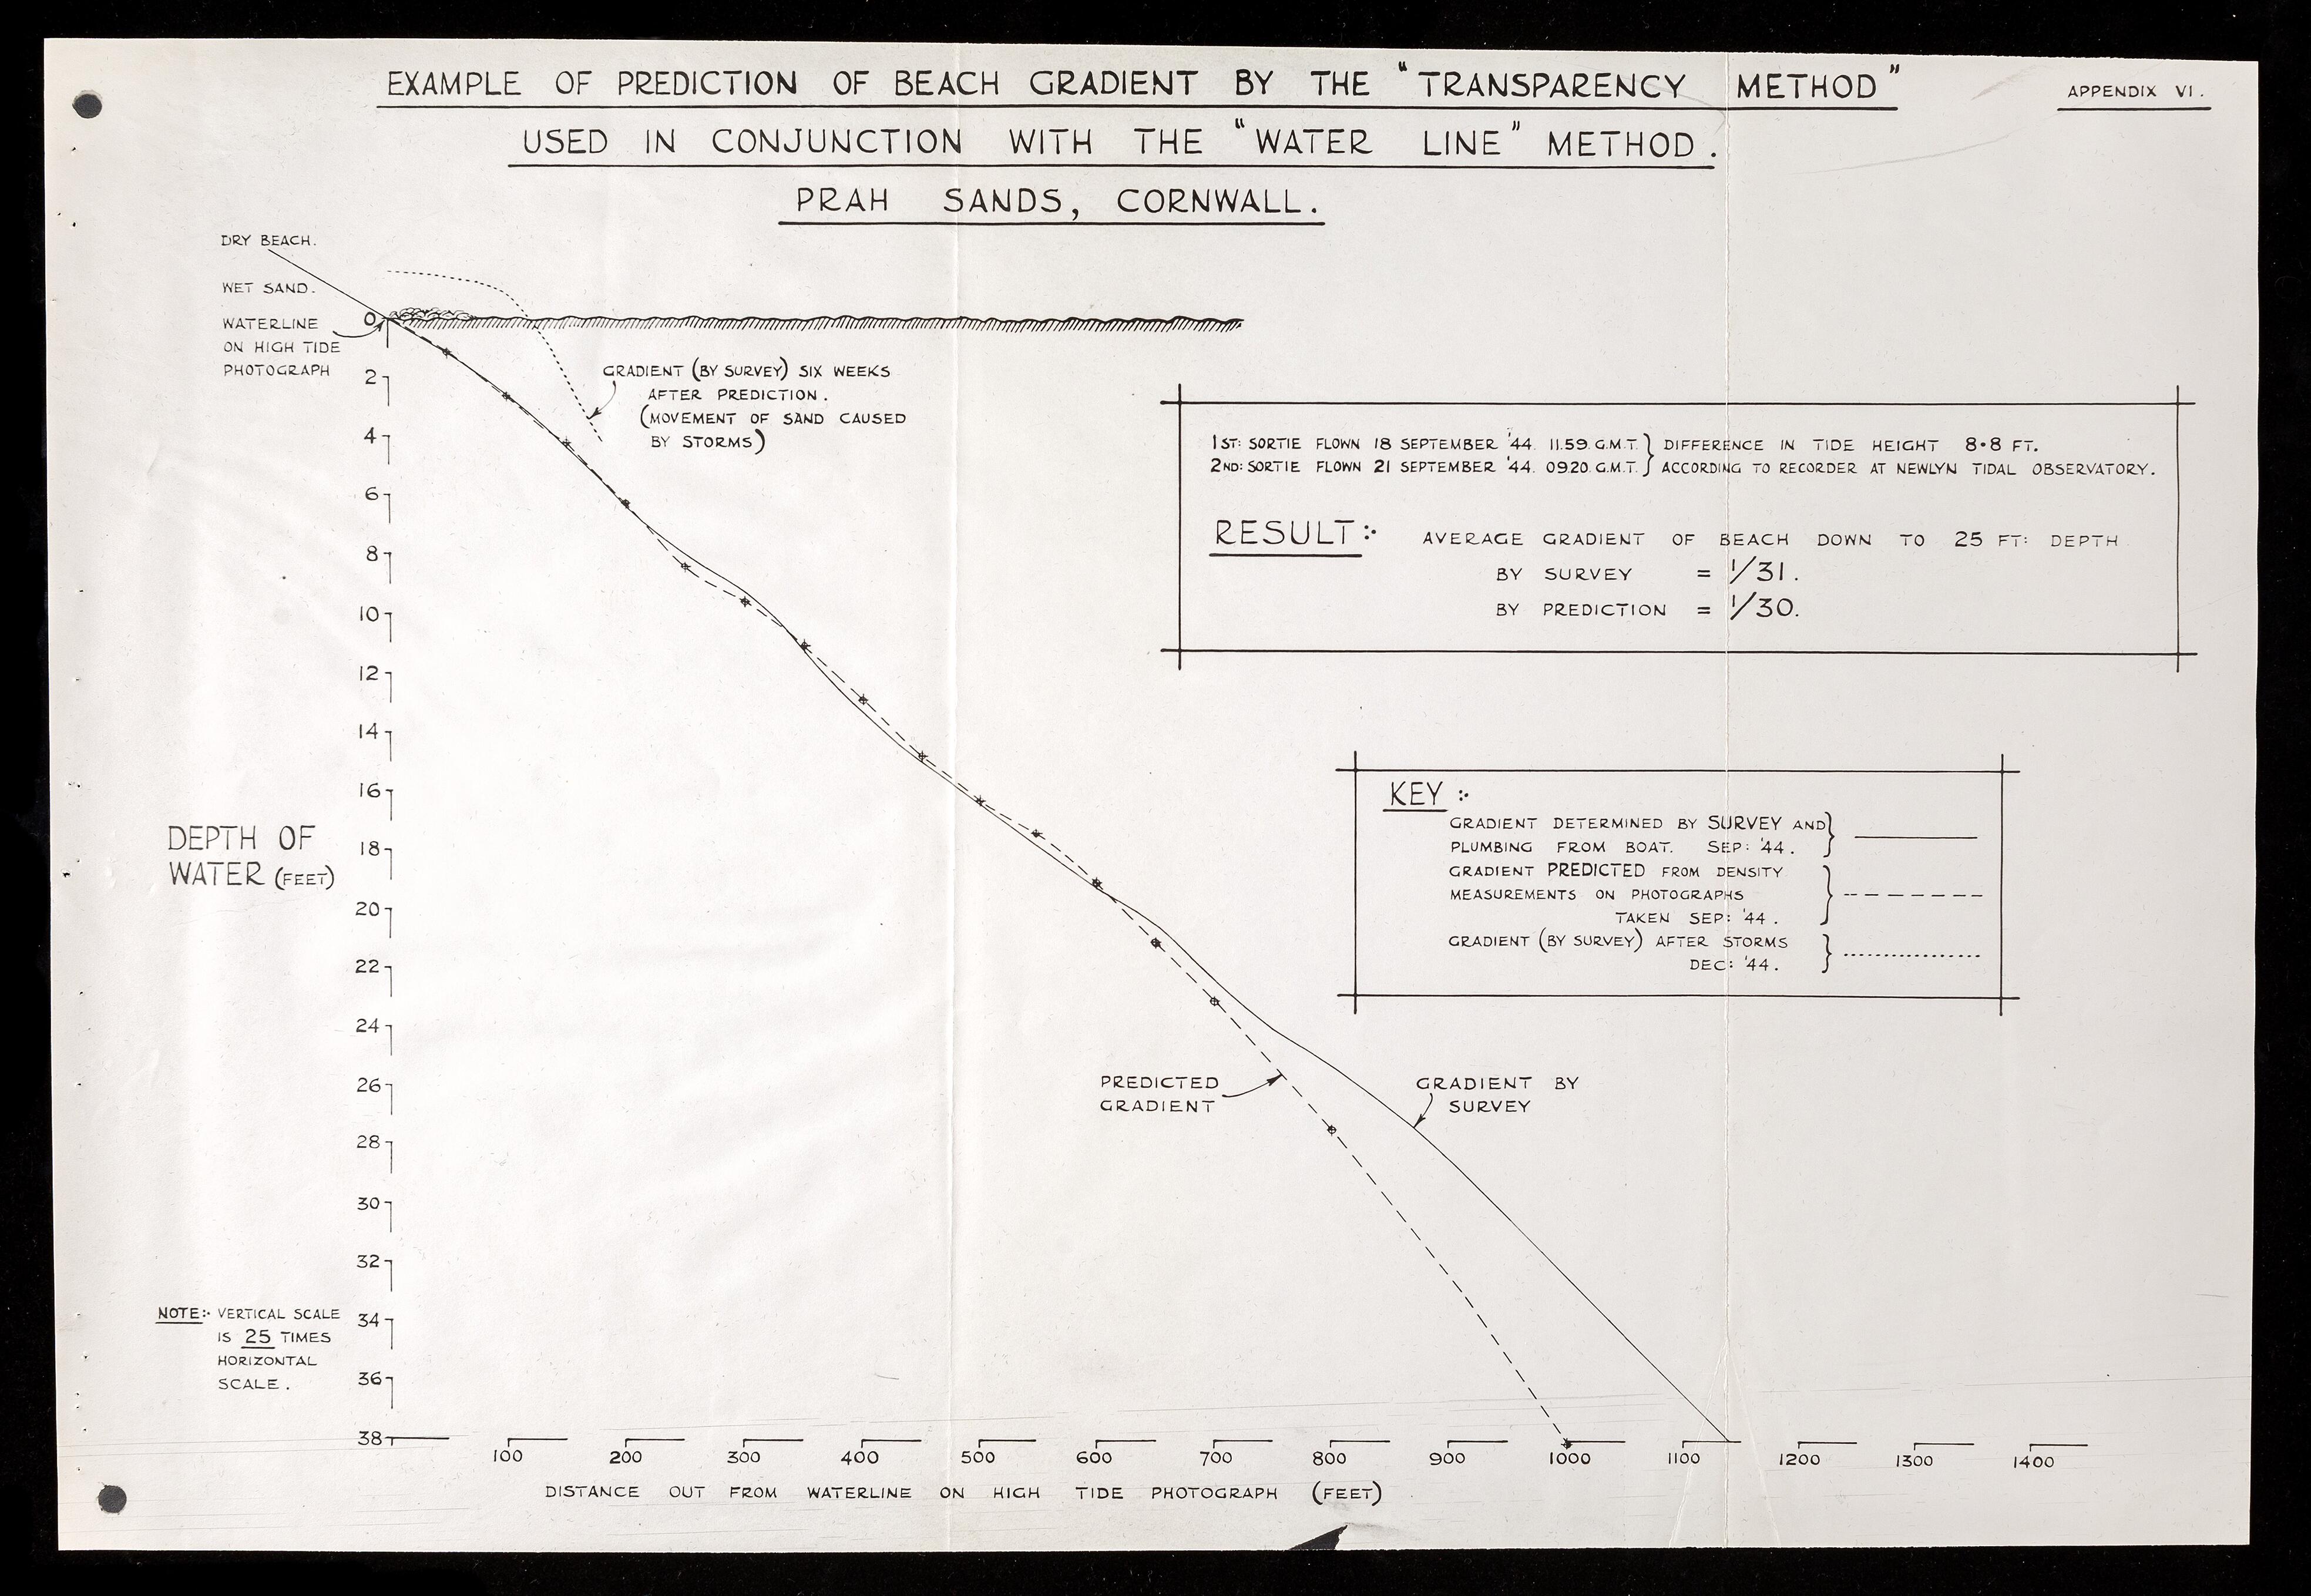 EXAMPLE OF PREDICTION OF BEACH GRADIENT BY THE "TRANSPARENCY METHOD"
APPENDIX VI.
USED IN CONJUNCTION WITH THE "WATER LINE" METHOD.
PRAH SANDS, CORNWALL.
DRY BEACH.
WET SAND.
WATERLINE
ON HIGH TIDE
PHOTOGRAPH
GRADIENT (BY SURVEY) SIX WEEKS
AFTER PREDICTION.
(MOVEMENT OF SAND CAUSED
BY STORMS)
1ST: SORTIE FLOWN 18 SEPTEMBER '44. 11.59. G.M.T. } DIFFERENCE IN TIDE HEIGHT 8·8 FT.
2ND: SORTIE FLOWN 21 SEPTEMBER '44. 09.20. G.M.T. } ACCORDING TO RECORDER AT NEWLYN TIDAL OBSERVATORY.
RESULT:- AVERAGE GRADIENT OF BEACH DOWN TO 25 FT: DEPTH
BY SURVEY = 1/31.
BY PREDICTION = 1/30.
KEY :-
GRADIENT DETERMINED BY SURVEY AND
PLUMBING FROM BOAT. SEP: '44.
GRADIENT PREDICTED FROM DENSITY
MEASUREMENTS ON PHOTOGRAPHS
TAKEN SEP: '44.
GRADIENT (BY SURVEY) AFTER STORMS
DEC: '44.
0
2
4
6
8
10
12
14
16
18
20
22
24
26
28
30
32
34
36
38
DEPTH OF
WATER (FEET)
PREDICTED
GRADIENT
GRADIENT BY
SURVEY
NOTE:- VERTICAL SCALE
IS 25 TIMES
HORIZONTAL
SCALE.
100 200 300 400 500 600 700 800 900 1000 1100 1200 1300 1400
DISTANCE OUT FROM WATERLINE ON HIGH TIDE PHOTOGRAPH (FEET)